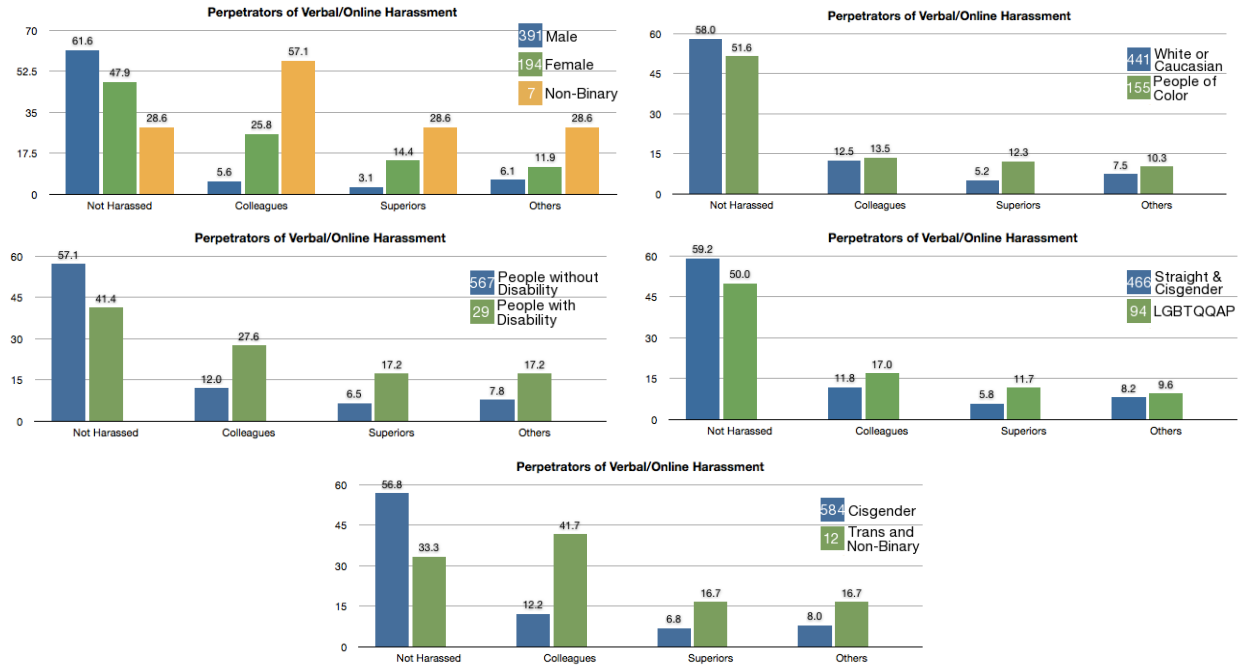 Perpetrators of Verbal/Online Harassment
70
52.5
35
17.5
0
61.6 47.9 28.6
5.6 25.8 57.1
3.1 14.4 28.6
6.1 11.9 28.6
391 Male
194 Female
7 Non-Binary
Not Harassed Colleagues Superiors Others
Perpetrators of Verbal/Online Harassment
60
45
30
15
0
58.0 51.6
12.5 13.5
5.2 12.3
7.5 10.3
441 White or
Caucasian
155 People of
Color
Not Harassed Colleagues Superiors Others
Perpetrators of Verbal/Online Harassment
60
45
30
15
0
57.1 41.4
12.0 27.6
6.5 17.2
7.8 17.2
567 People without
Disability
29 People with
Disability
Not Harassed Colleagues Superiors Others
Perpetrators of Verbal/Online Harassment
60
45
30
15
0
59.2 50.0
11.8 17.0
5.8 11.7
8.2 9.6
466 Straight &
Cisgender
94 LGBTQQAP
Not Harassed Colleagues Superiors Others
Perpetrators of Verbal/Online Harassment
60
45
30
15
0
56.8 33.3
12.2 41.7
6.8 16.7
8.0 16.7
584 Cisgender
12 Trans and
Non-Binary
Not Harassed Colleagues Superiors Others